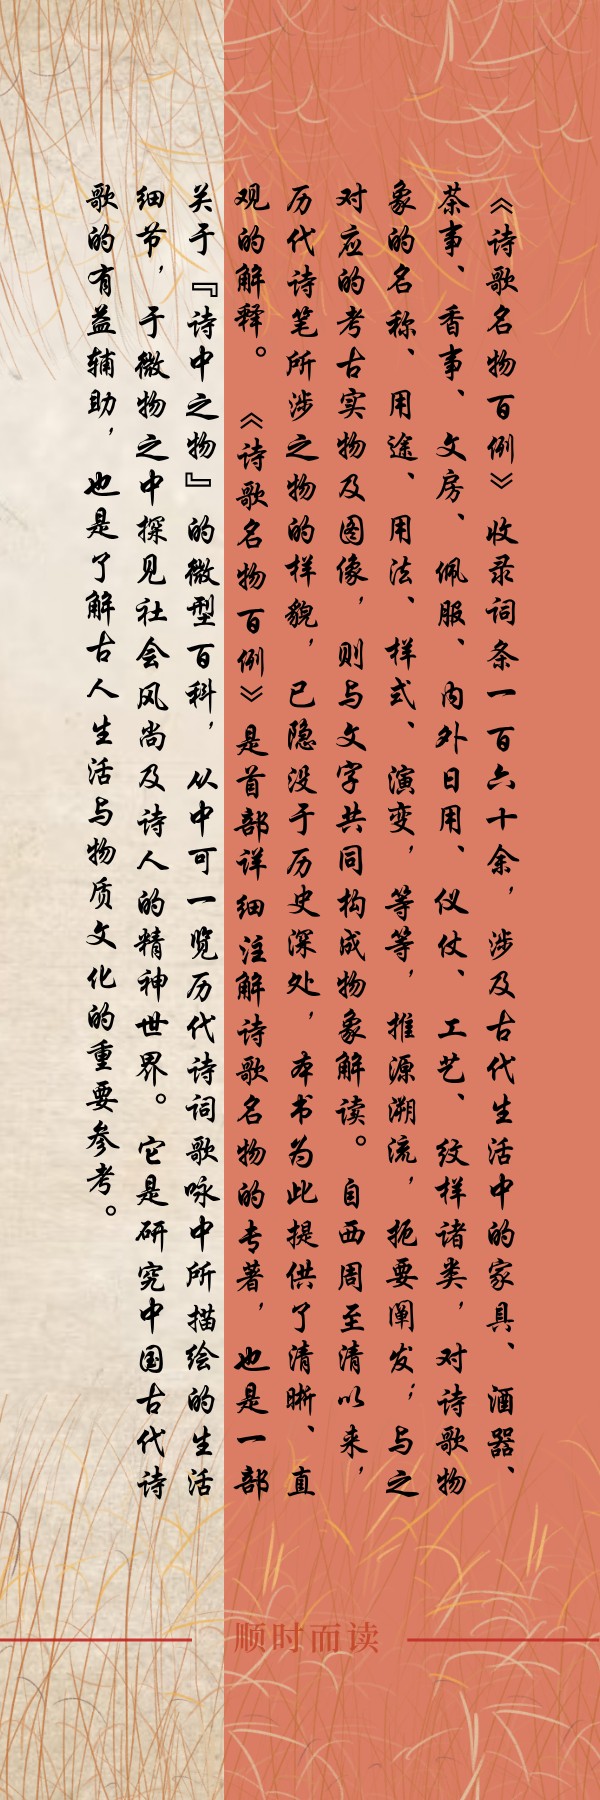 《诗歌名物百例》收录词条一百六十余，涉及古代生活中的家具、酒器、
茶事、香事、文房、佩服、内外日用、仪仗、工艺、纹样诸类，对诗歌物
象的名称、用途、用法、样式、演变，等等，推源溯流，扼要阐发；与之
对应的考古实物及图像，则与文字共同构成物象解读。自西周至清以来，
历代诗笔所涉之物的样貌，已隐没于历史深处，本书为此提供了清晰、直
观的解释。《诗歌名物百例》是首部详细注解诗歌名物的专著，也是一部
关于『诗中之物』的微型百科，从中可一览历代诗词歌咏中所描绘的生活
细节，于微物之中探见社会风尚及诗人的精神世界。它是研究中国古代诗
歌的有益辅助，也是了解古人生活与物质文化的重要参考。
顺时而读